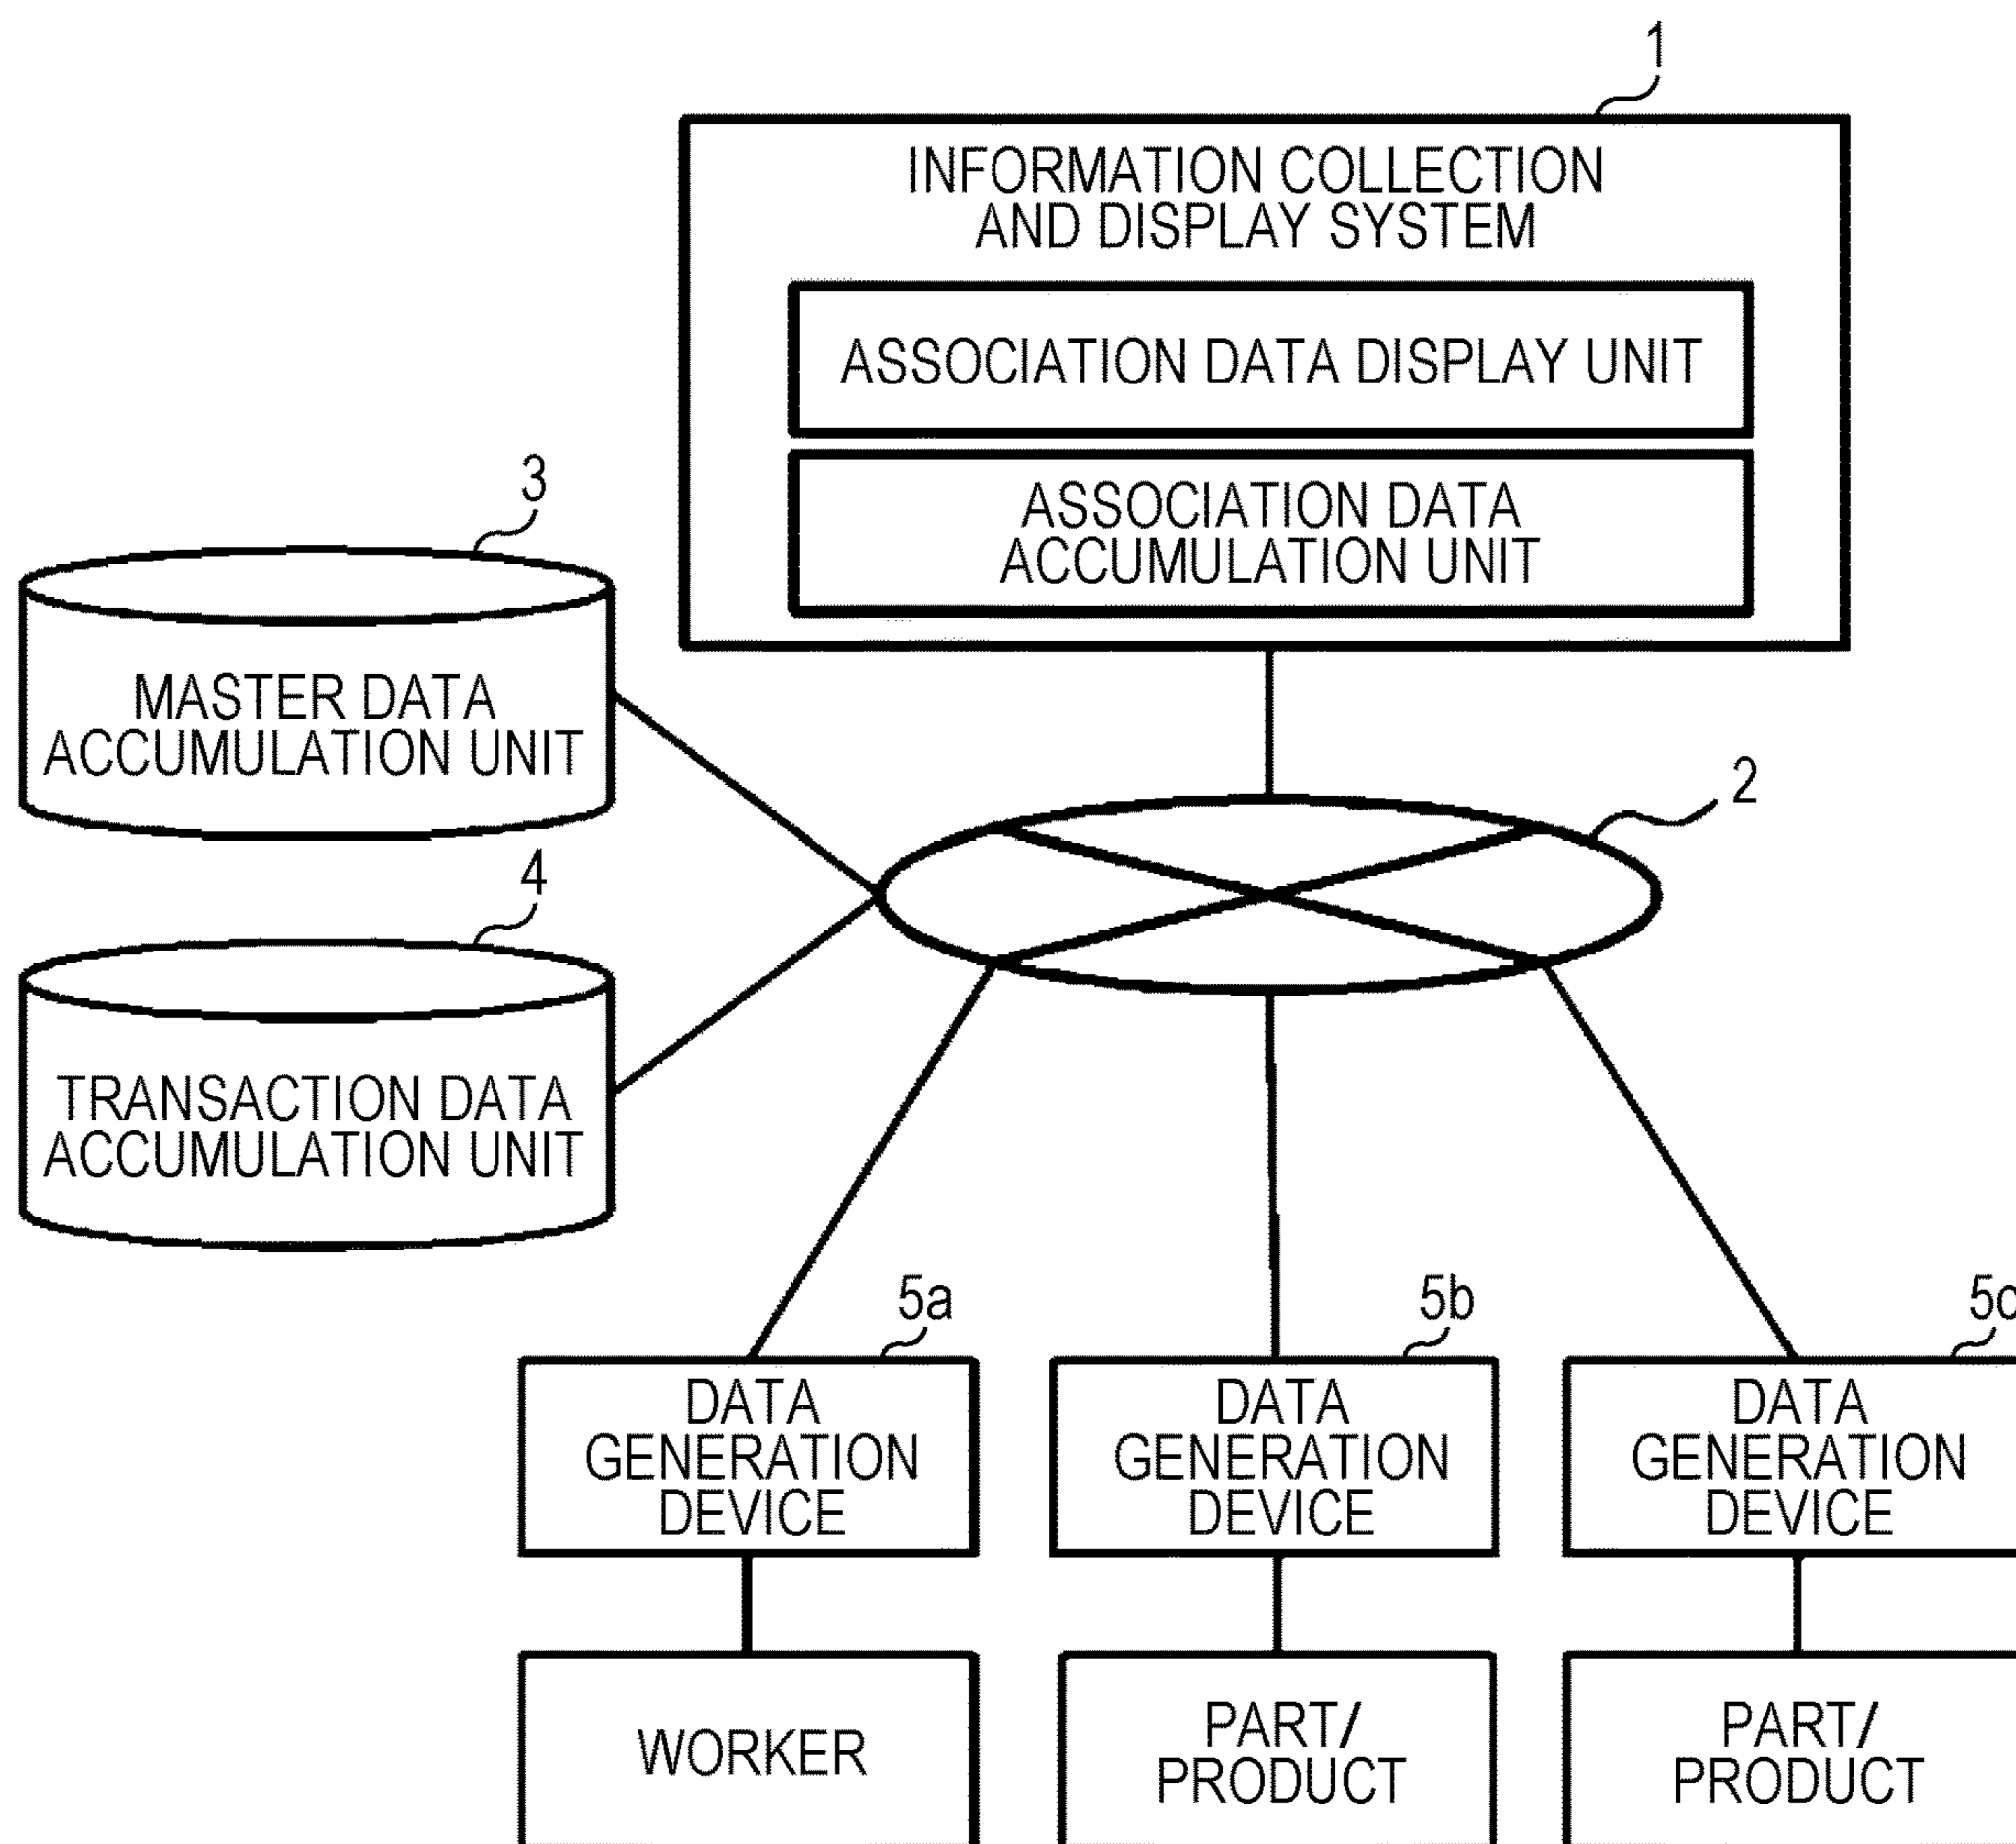 1
INFORMATION COLLECTION
AND DISPLAY SYSTEM
ASSOCIATION DATA DISPLAY UNIT
ASSOCIATION DATA
ACCUMULATION UNIT
3
MASTER DATA
ACCUMULATION UNIT
2
4
TRANSACTION DATA
ACCUMULATION UNIT
5a
5b
5c
DATA
GENERATION
DEVICE
DATA
GENERATION
DEVICE
DATA
GENERATION
DEVICE
WORKER
PART/
PRODUCT
PART/
PRODUCT